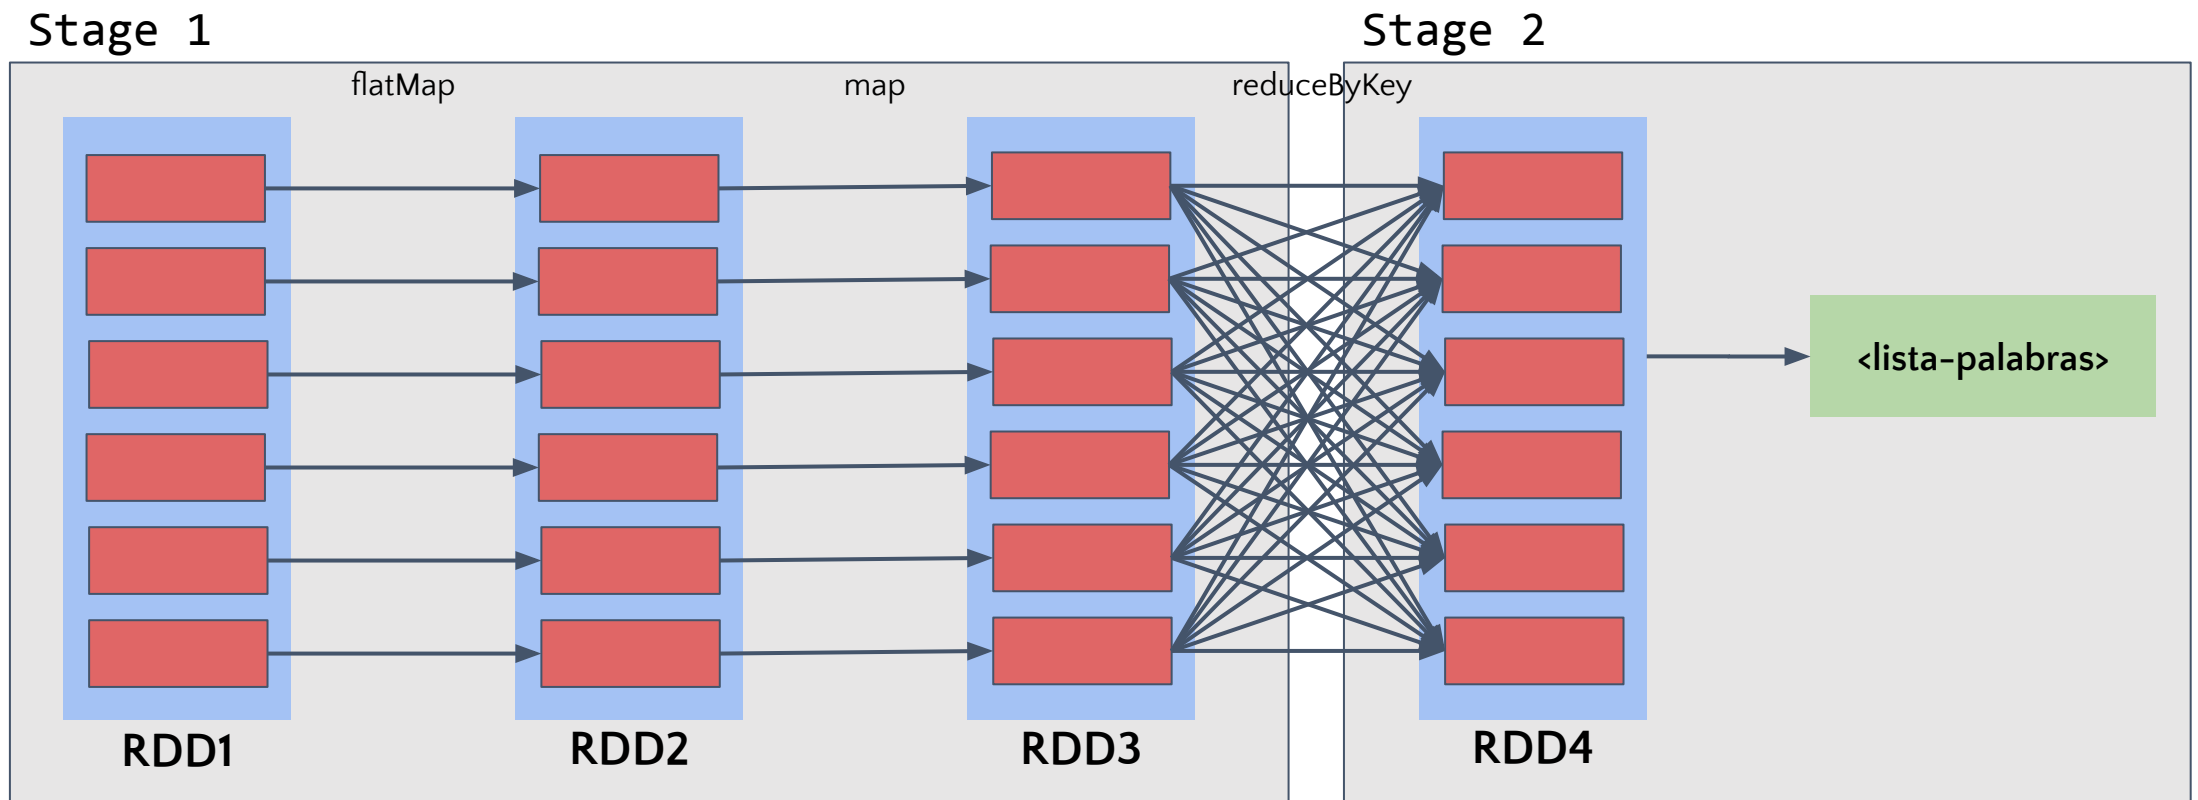 Stage 1
Stage 2
flatMap
map
reduceByKey
<lista-palabras>
RDD1
RDD2
RDD3
RDD4